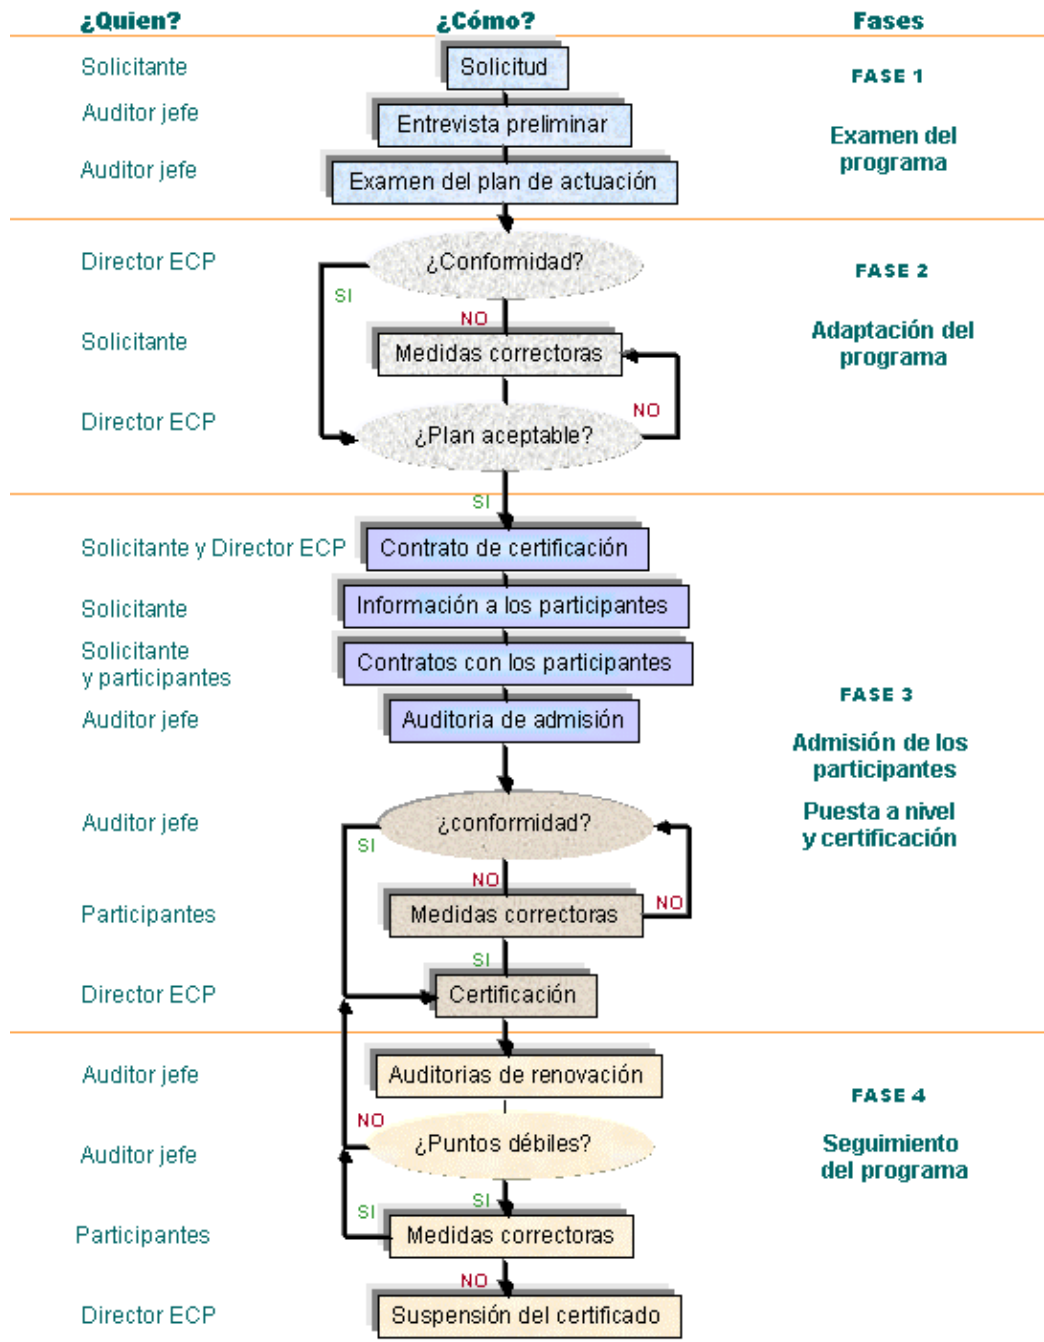 ¿Quien? ¿Cómo? Fases
Solicitante Solicitud FASE 1
Auditor jefe Entrevista preliminar Examen del
programa
Auditor jefe Examen del plan de actuación
Director ECP ¿Conformidad? FASE 2
SI
NO
Solicitante Medidas correctoras Adaptación del
programa
Director ECP ¿Plan aceptable? NO
SI
Solicitante y Director ECP Contrato de certificación
Solicitante Información a los participantes
Solicitante
y participantes Contratos con los participantes
FASE 3
Auditor jefe Auditoria de admisión
Admisión de los
participantes
Auditor jefe ¿conformidad? Puesta a nivel
y certificación
SI
NO
NO
Participantes Medidas correctoras
SI
Director ECP Certificación
Auditor jefe Auditorias de renovación
FASE 4
NO
Auditor jefe ¿Puntos débiles? Seguimiento
del programa
SI
SI
Participantes Medidas correctoras
NO
Director ECP Suspensión del certificado